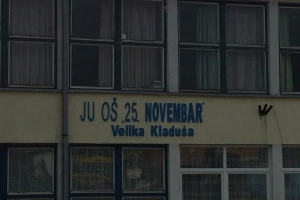 JU OŠ „25. NOVEMBAR"
Velika Kladuša